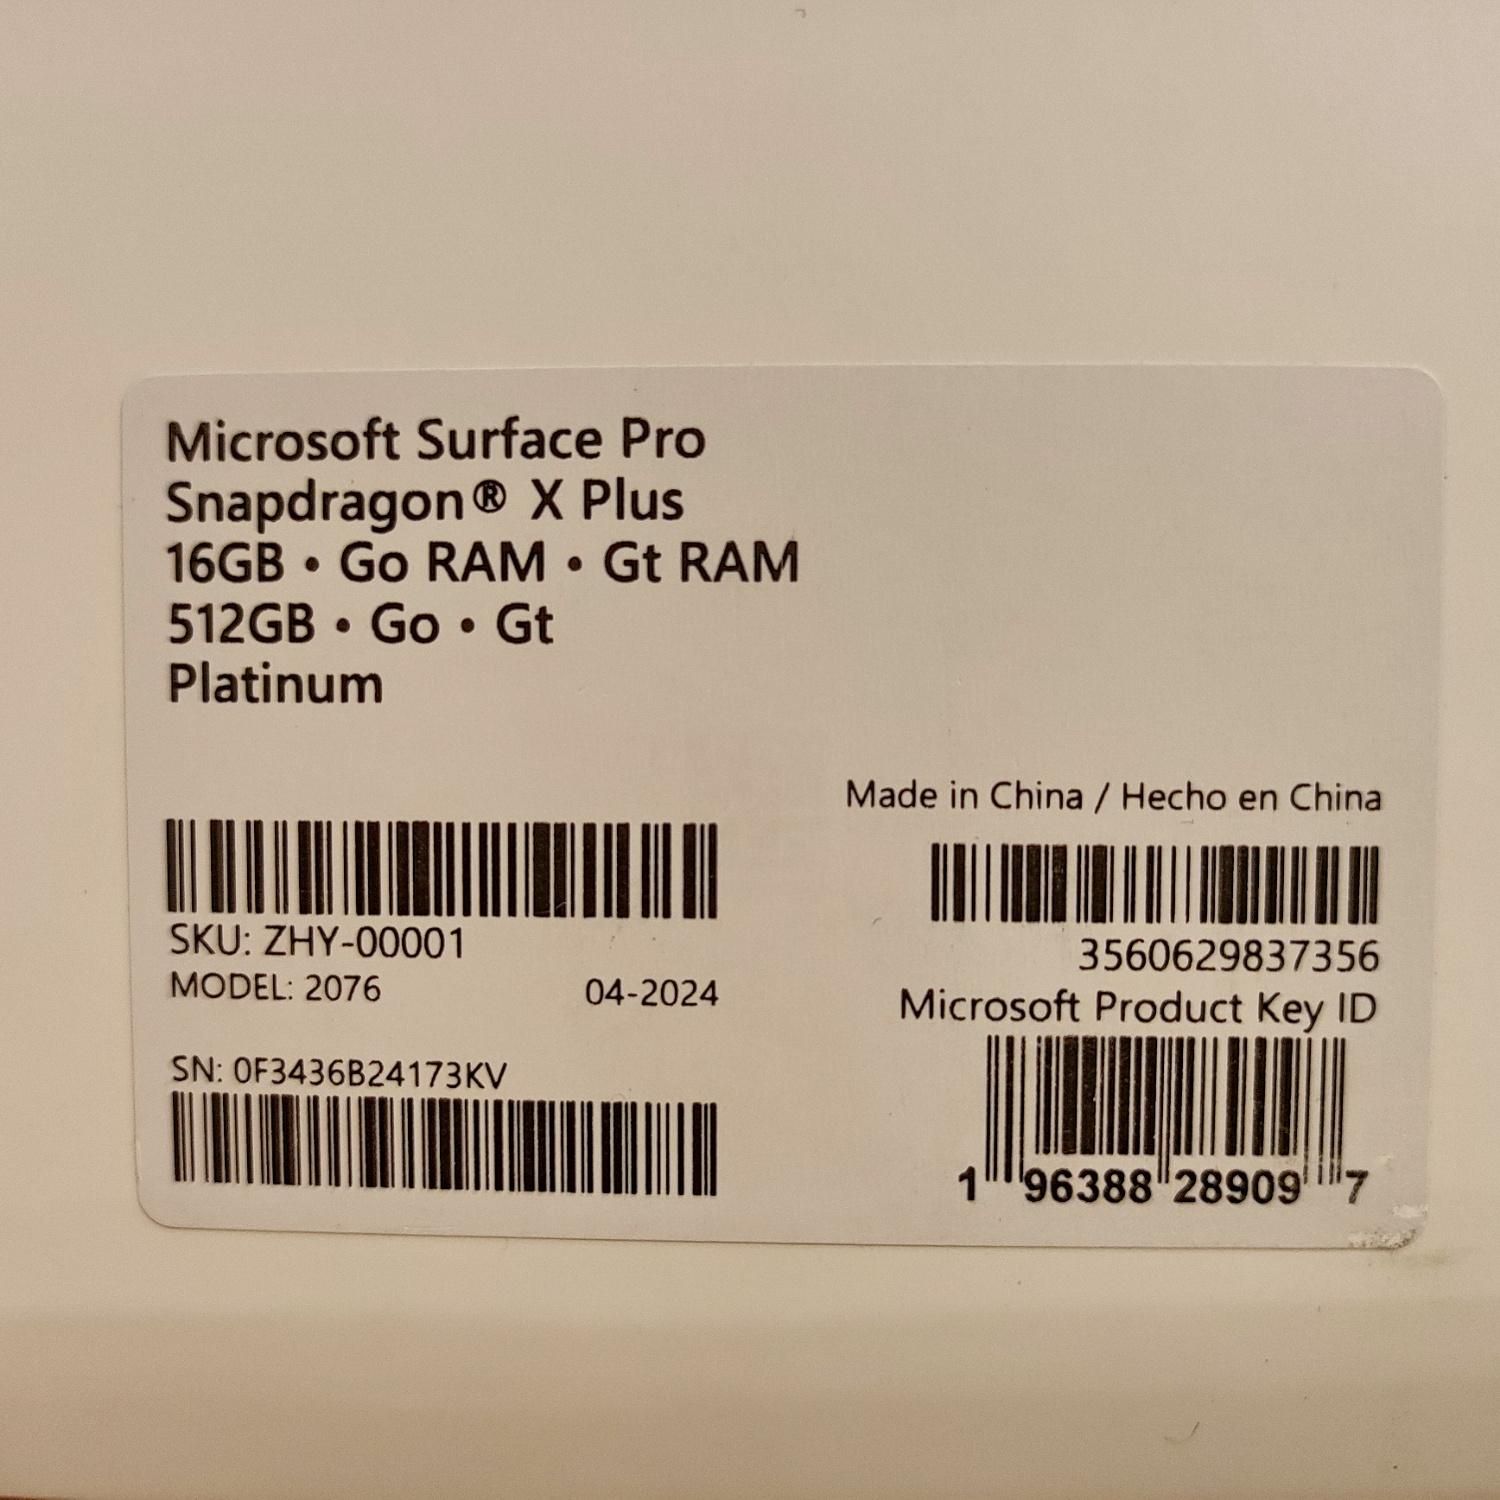 Microsoft Surface Pro
Snapdragon® X Plus
16GB • Go RAM • Gt RAM
512GB • Go • Gt
Platinum
Made in China / Hecho en China
SKU: ZHY-00001
MODEL: 2076 04-2024
3560629837356
Microsoft Product Key ID
SN: 0F3436B24173KV
1 96388 28909 7